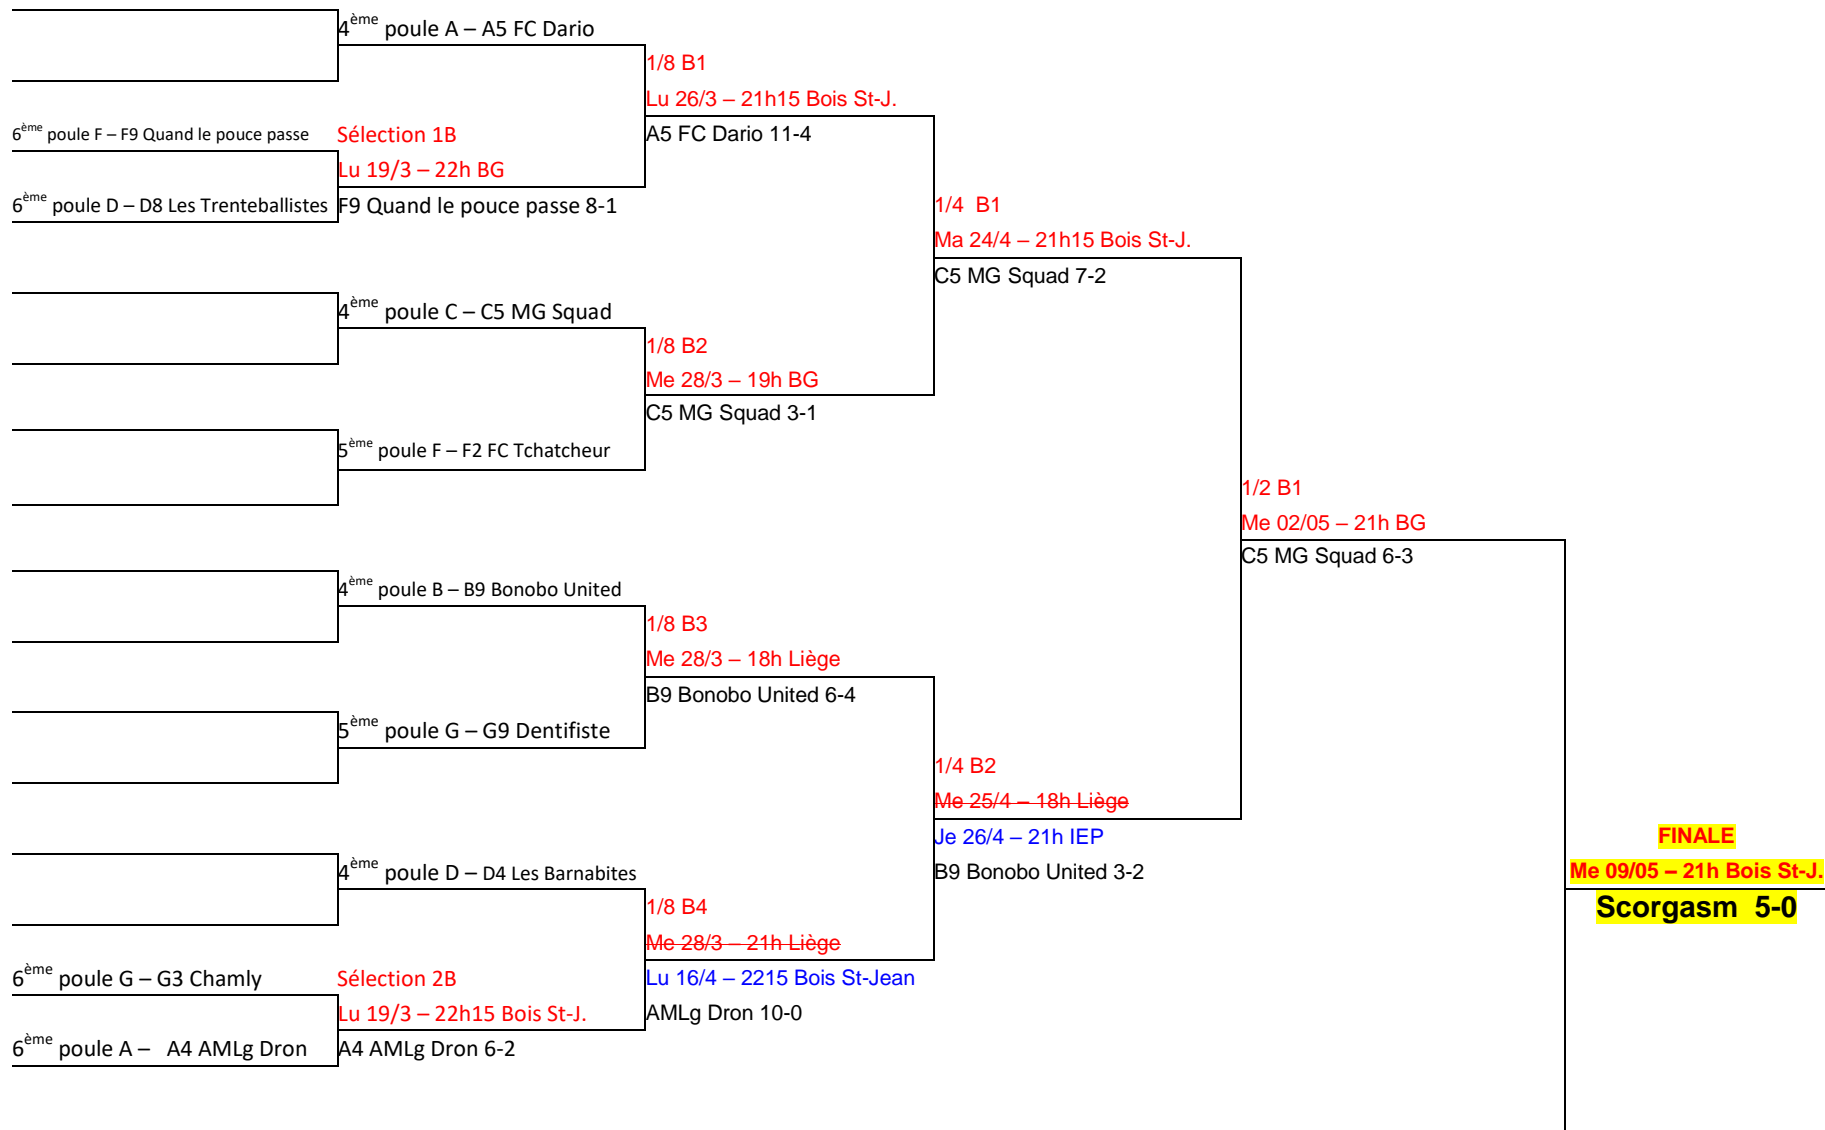 4ème poule A – A5 FC Dario
1/8 B1
Lu 26/3 – 21h15 Bois St-J.
A5 FC Dario 11-4
6ème poule F – F9 Quand le pouce passe
Sélection 1B
Lu 19/3 – 22h BG
6ème poule D – D8 Les Trenteballistes
F9 Quand le pouce passe 8-1
1/4 B1
Ma 24/4 – 21h15 Bois St-J.
C5 MG Squad 7-2
4ème poule C – C5 MG Squad
1/8 B2
Me 28/3 – 19h BG
C5 MG Squad 3-1
5ème poule F – F2 FC Tchatcheur
1/2 B1
Me 02/05 – 21h BG
C5 MG Squad 6-3
4ème poule B – B9 Bonobo United
1/8 B3
Me 28/3 – 18h Liège
B9 Bonobo United 6-4
5ème poule G – G9 Dentifiste
1/4 B2
Me 25/4 – 18h Liège
Je 26/4 – 21h IEP
B9 Bonobo United 3-2
FINALE
Me 09/05 – 21h Bois St-J.
Scorgasm 5-0
4ème poule D – D4 Les Barnabites
1/8 B4
Me 28/3 – 21h Liège
Lu 16/4 – 2215 Bois St-Jean
AMLg Dron 10-0
6ème poule G – G3 Chamly
Sélection 2B
Lu 19/3 – 22h15 Bois St-J.
6ème poule A – A4 AMLg Dron
A4 AMLg Dron 6-2